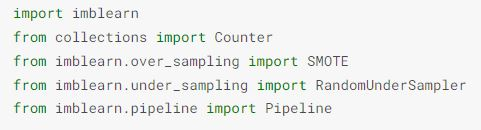 import imblearn
from collections import Counter
from imblearn.over_sampling import SMOTE
from imblearn.under_sampling import RandomUnderSampler
from imblearn.pipeline import Pipeline